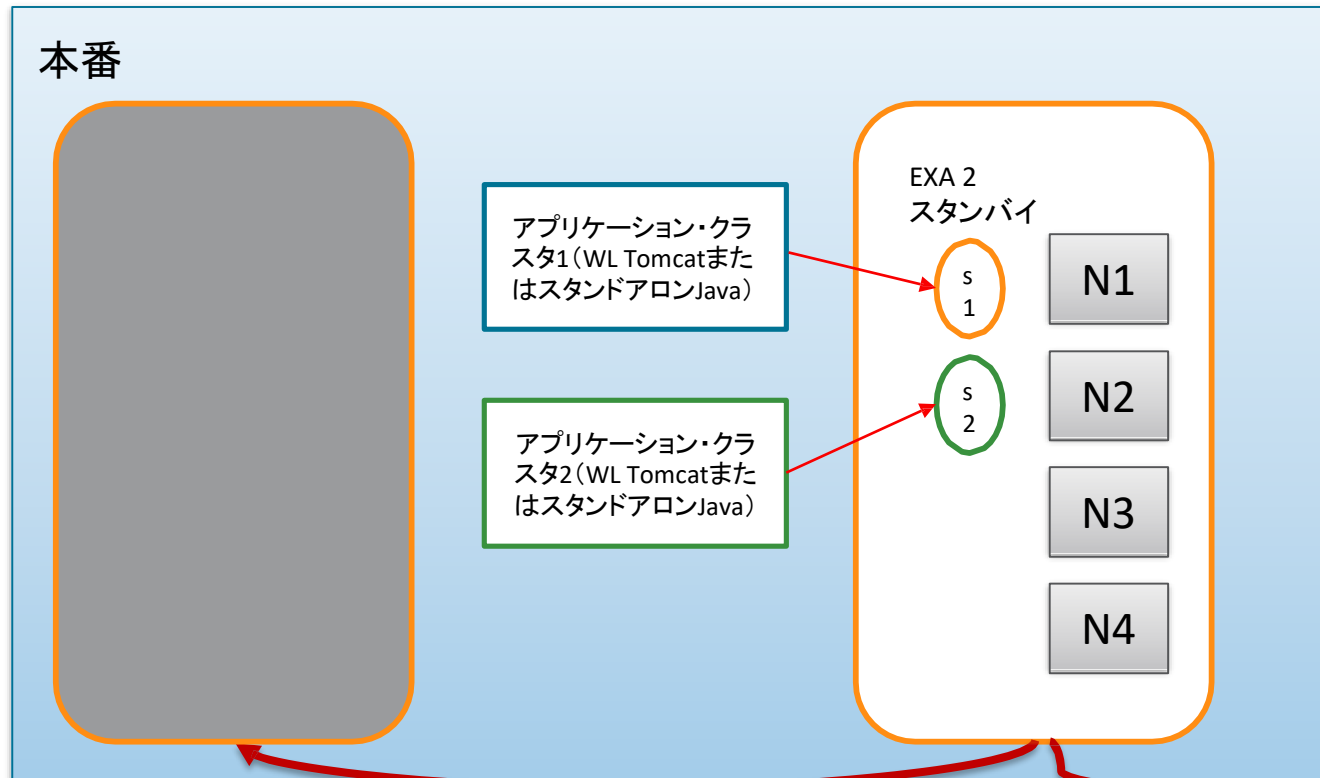 本番
アプリケーション・クラ
スタ1（WL Tomcatまた
はスタンドアロンJava）
アプリケーション・クラ
スタ2（WL Tomcatまた
はスタンドアロンJava）
EXA 2
スタンバイ
s
1
s
2
N1
N2
N3
N4